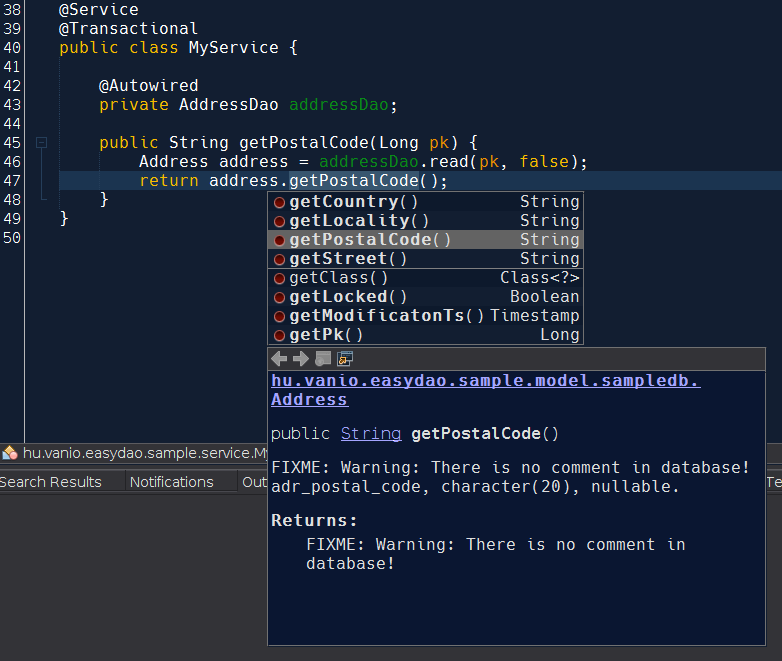 38 @Service
39 @Transactional
40 public class MyService {
41
42 @Autowired
43 private AddressDao addressDao;
44
45 public String getPostalCode(Long pk) {
46 Address address = addressDao.read(pk, false);
47 return address.getPostalCode();
48 }
49 }
50
getCountry() String
getLocality() String
getPostalCode() String
getStreet() String
getClass() Class<?>
getLocked() Boolean
getModificatonTs() Timestamp
getPk() Long
hu.vanio.easydao.sample.model.sampledb.
Address
public String getPostalCode()
FIXME: Warning: There is no comment in database!
adr_postal_code, character(20), nullable.
Returns:
FIXME: Warning: There is no comment in
database!
hu.vanio.easydao.sample.service.My
Search Results Notifications Out
Te